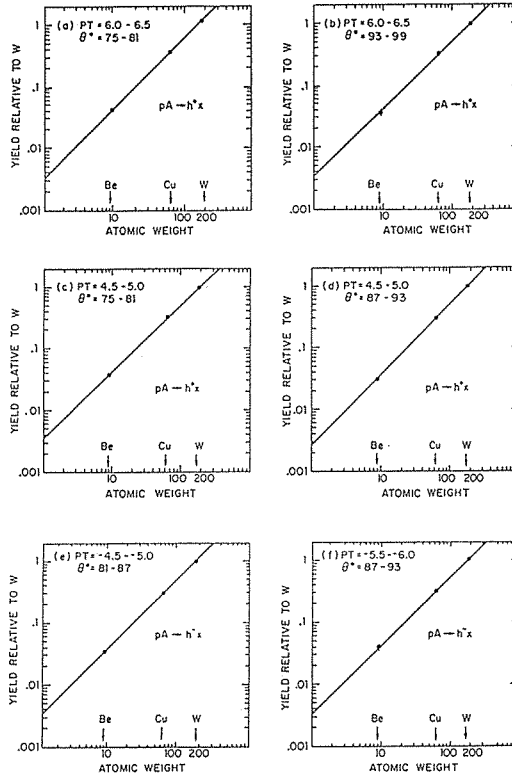 YIELD RELATIVE TO W
(a) PT = 6.0 - 6.5
θ* = 75 - 81
1
.1
.01
.001
pA → h⁺x
Be Cu W
10 100 200
ATOMIC WEIGHT
YIELD RELATIVE TO W
(b) PT = 6.0 - 6.5
θ* = 93 - 99
1
.1
.01
.001
pA → h⁺x
Be Cu W
10 100 200
ATOMIC WEIGHT
YIELD RELATIVE TO W
(c) PT = 4.5 - 5.0
θ* = 75 - 81
1
.1
.01
.001
pA → h⁺x
Be Cu W
10 100 200
ATOMIC WEIGHT
YIELD RELATIVE TO W
(d) PT = 4.5 - 5.0
θ* = 87 - 93
1
.1
.01
.001
pA → h⁺x
Be Cu W
10 100 200
ATOMIC WEIGHT
YIELD RELATIVE TO W
(e) PT = -4.5 - -5.0
θ* = 81 - 87
1
.1
.01
.001
pA → h⁻x
Be Cu W
10 100 200
ATOMIC WEIGHT
YIELD RELATIVE TO W
(f) PT = -5.5 - -6.0
θ* = 87 - 93
1
.1
.01
.001
pA → h⁻x
Be Cu W
10 100 200
ATOMIC WEIGHT